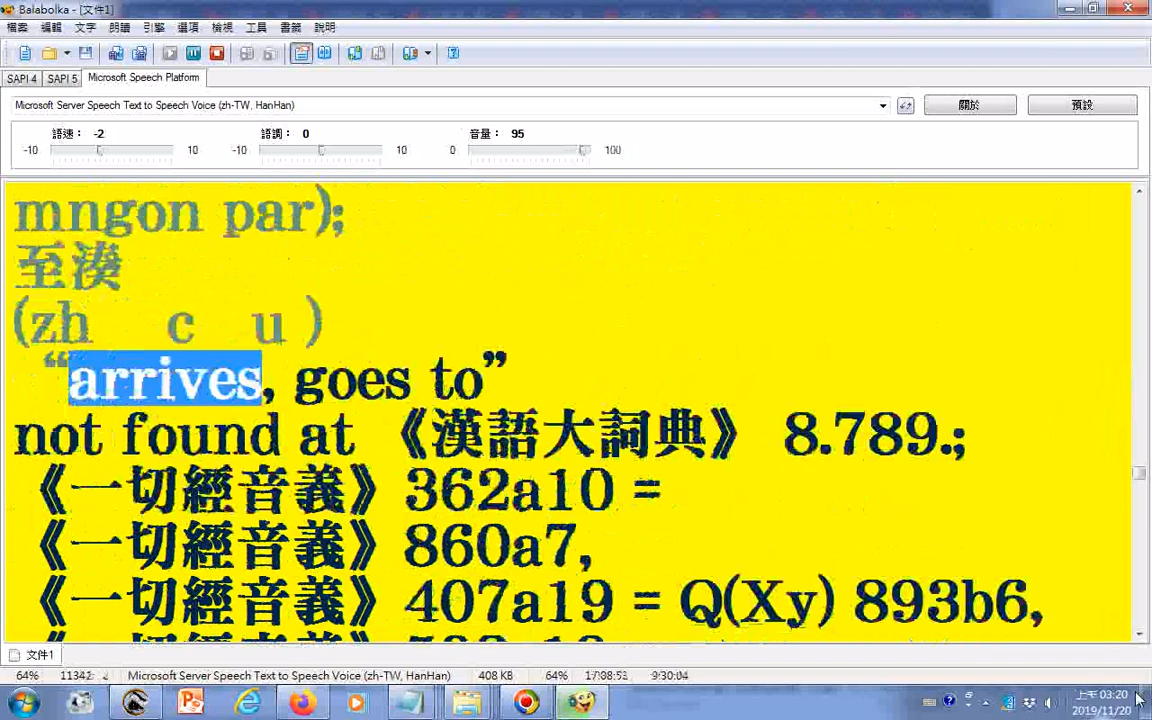 Balabolka - [文件1]
檔案 編輯 文字 朗讀 引擎 選項 檢視 工具 書籤 說明
SAPI 4 SAPI 5 Microsoft Speech Platform
Microsoft Server Speech Text to Speech Voice (zh-TW, HanHan) 關於 預設
語速： -2 語調： 0 音量： 95
-10 10 -10 10 0 100
mngon par);
至湊
(zh c u )
“arrives, goes to”
not found at 《漢語大詞典》 8.789.;
《一切經音義》 362a10 =
《一切經音義》 860a7,
《一切經音義》 407a19 = Q(Xy) 893b6,
文件1
64% Microsoft Server Speech Text to Speech Voice (zh-TW, HanHan) 408 KB 64% 17:08:53 9:30:04
上午 03:20
2019/11/20